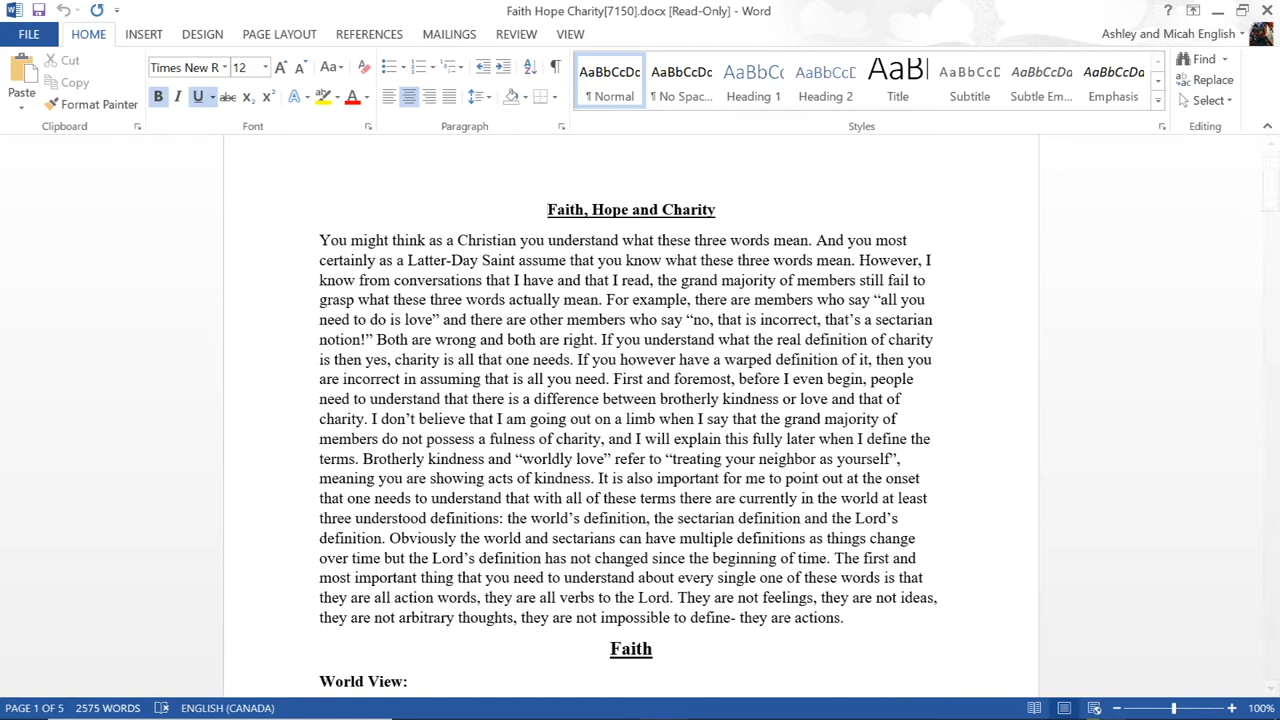 Faith Hope Charity[7150].docx [Read-Only] - Word
FILE HOME INSERT DESIGN PAGE LAYOUT REFERENCES MAILINGS REVIEW VIEW Ashley and Micah English
Paste
Cut
Copy
Format Painter
Clipboard
Times New R 12
Font
Paragraph
AaBbCcDc AaBbCcDc AaBbCc AaBbCcD AaBb AaBbCcD AaBbCcDc AaBbCcDc
¶ Normal ¶ No Spac... Heading 1 Heading 2 Title Subtitle Subtle Em... Emphasis
Styles
Find
Replace
Select
Editing
Faith, Hope and Charity
You might think as a Christian you understand what these three words mean. And you most
certainly as a Latter-Day Saint assume that you know what these three words mean. However, I
know from conversations that I have and that I read, the grand majority of members still fail to
grasp what these three words actually mean. For example, there are members who say “all you
need to do is love” and there are other members who say “no, that is incorrect, that’s a sectarian
notion!” Both are wrong and both are right. If you understand what the real definition of charity
is then yes, charity is all that one needs. If you however have a warped definition of it, then you
are incorrect in assuming that is all you need. First and foremost, before I even begin, people
need to understand that there is a difference between brotherly kindness or love and that of
charity. I don’t believe that I am going out on a limb when I say that the grand majority of
members do not possess a fulness of charity, and I will explain this fully later when I define the
terms. Brotherly kindness and “worldly love” refer to “treating your neighbor as yourself”,
meaning you are showing acts of kindness. It is also important for me to point out at the onset
that one needs to understand that with all of these terms there are currently in the world at least
three understood definitions: the world’s definition, the sectarian definition and the Lord’s
definition. Obviously the world and sectarians can have multiple definitions as things change
over time but the Lord’s definition has not changed since the beginning of time. The first and
most important thing that you need to understand about every single one of these words is that
they are all action words, they are all verbs to the Lord. They are not feelings, they are not ideas,
they are not arbitrary thoughts, they are not impossible to define- they are actions.
Faith
World View:
PAGE 1 OF 5 2575 WORDS ENGLISH (CANADA) 100%